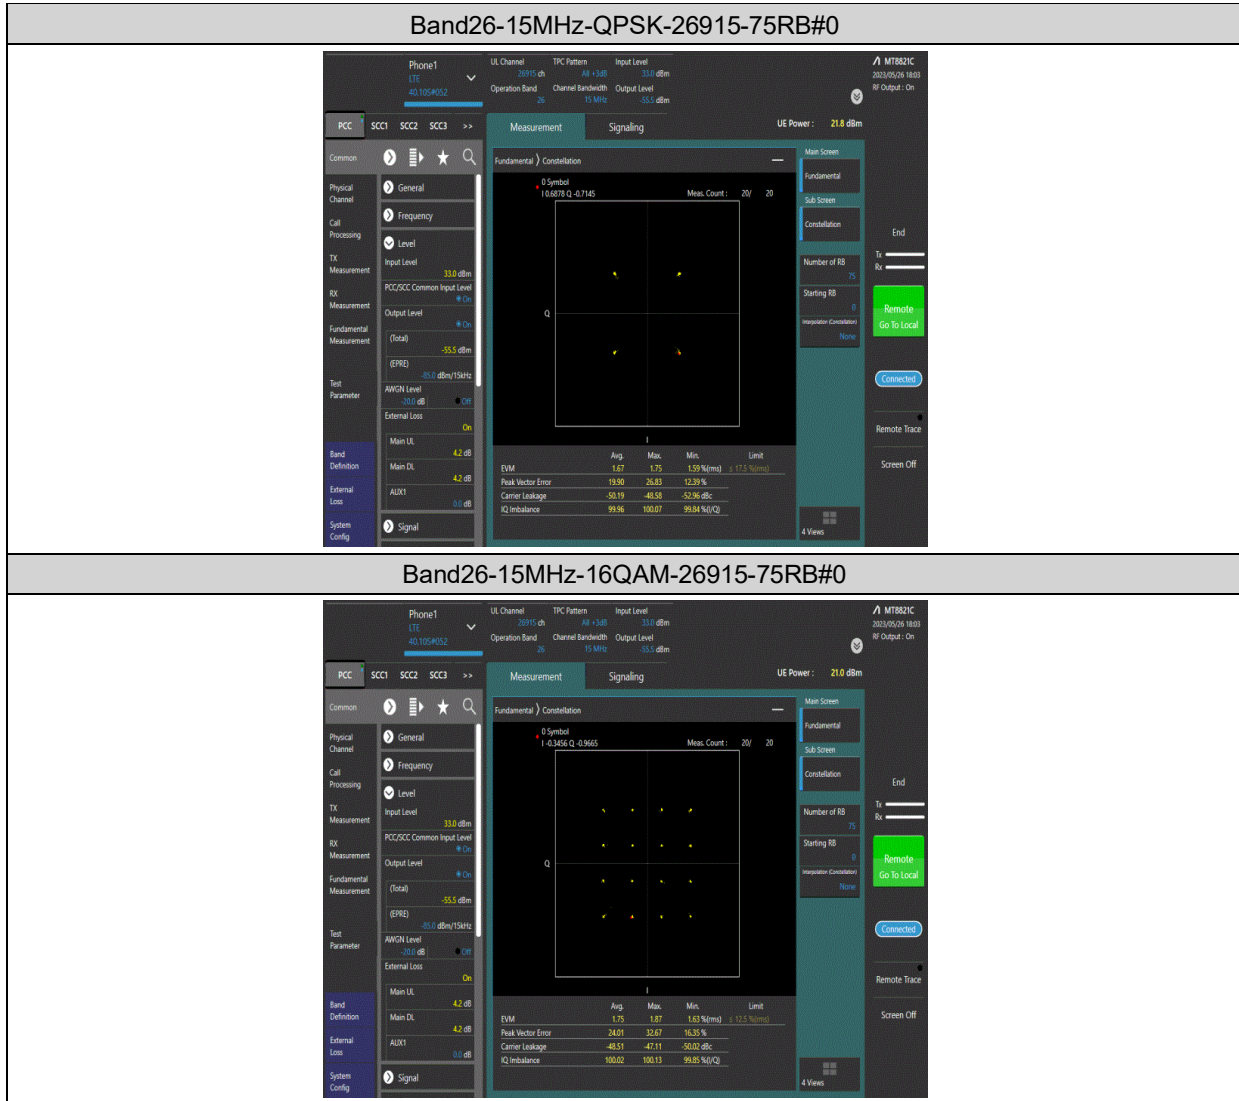 Band26-15MHz-QPSK-26915-75RB#0
Phone1
LTE
40.10S#052
UL Channel TPC Pattern Input Level
26915 ch All +3dB 33.0 dBm
Operation Band Channel Bandwidth Output Level
26 15 MHz -55.5 dBm
MT8821C
2023/05/26 18:03
RF Output : On
PCC SCC1 SCC2 SCC3 >>
Measurement Signaling
UE Power : 21.8 dBm
Common
Physical Channel
Call Processing
TX Measurement
RX Measurement
Fundamental Measurement
Test Parameter
Band Definition
External Loss
System Config
General
Frequency
Level
Input Level
33.0 dBm
PCC/SCC Common Input Level
On
Output Level
On
(Total)
-55.5 dBm
(EPRE)
-85.0 dBm/15kHz
AWGN Level
-20.0 dB Off
External Loss
On
Main UL
4.2 dB
Main DL
4.2 dB
AUX1
0.0 dB
Signal
Fundamental Constellation
0 Symbol
I 0.6878 Q -0.7145 Meas. Count : 20/ 20
Q
I
Avg. Max. Min. Limit
EVM 1.67 1.75 1.59 %(rms) ≤ 17.5 %(rms)
Peak Vector Error 19.90 26.83 12.39 %
Carrier Leakage -50.19 -48.58 -52.96 dBc
IQ Imbalance 99.96 100.07 99.84 %(I/Q)
Main Screen
Fundamental
Sub Screen
Constellation
Number of RB
75
Starting RB
0
Interpolation (Constellation)
None
4 Views
End
Tx
Rx
Remote
Go To Local
Connected
Remote Trace
Screen Off
Band26-15MHz-16QAM-26915-75RB#0
Phone1
LTE
40.10S#052
UL Channel TPC Pattern Input Level
26915 ch All +3dB 33.0 dBm
Operation Band Channel Bandwidth Output Level
26 15 MHz -55.5 dBm
MT8821C
2023/05/26 18:03
RF Output : On
PCC SCC1 SCC2 SCC3 >>
Measurement Signaling
UE Power : 21.0 dBm
Common
Physical Channel
Call Processing
TX Measurement
RX Measurement
Fundamental Measurement
Test Parameter
Band Definition
External Loss
System Config
General
Frequency
Level
Input Level
33.0 dBm
PCC/SCC Common Input Level
On
Output Level
On
(Total)
-55.5 dBm
(EPRE)
-85.0 dBm/15kHz
AWGN Level
-20.0 dB Off
External Loss
On
Main UL
4.2 dB
Main DL
4.2 dB
AUX1
0.0 dB
Signal
Fundamental Constellation
0 Symbol
I -0.3456 Q -0.9665 Meas. Count : 20/ 20
Q
I
Avg. Max. Min. Limit
EVM 1.75 1.87 1.63 %(rms) ≤ 12.5 %(rms)
Peak Vector Error 24.01 32.67 16.35 %
Carrier Leakage -48.51 -47.11 -50.02 dBc
IQ Imbalance 100.02 100.13 99.85 %(I/Q)
Main Screen
Fundamental
Sub Screen
Constellation
Number of RB
75
Starting RB
0
Interpolation (Constellation)
None
4 Views
End
Tx
Rx
Remote
Go To Local
Connected
Remote Trace
Screen Off